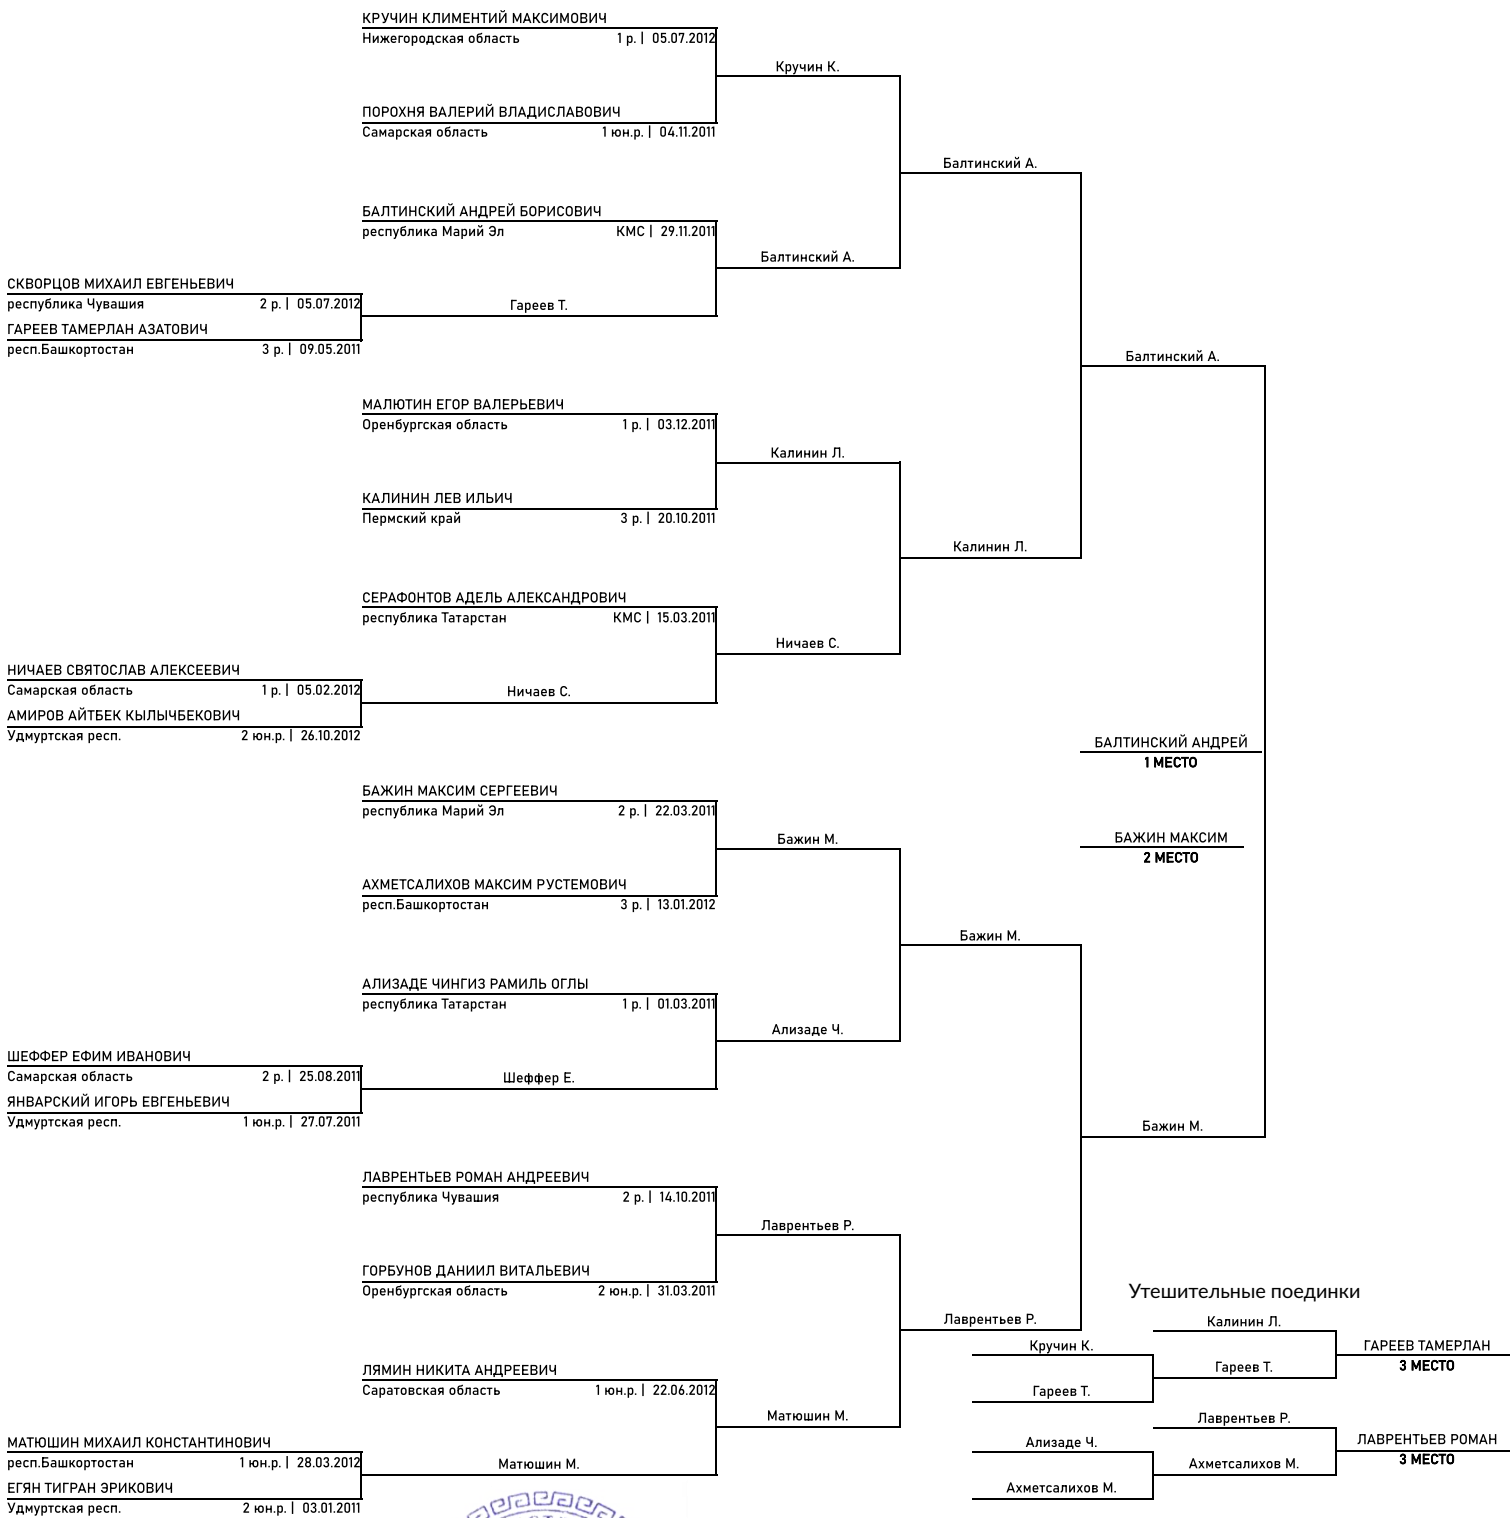 КРУЧИН КЛИМЕНТИЙ МАКСИМОВИЧ
Нижегородская область 1 р. | 05.07.2012
Кручин К.
ПОРОХНЯ ВАЛЕРИЙ ВЛАДИСЛАВОВИЧ
Самарская область 1 юн.р. | 04.11.2011
Балтинский А.
БАЛТИНСКИЙ АНДРЕЙ БОРИСОВИЧ
республика Марий Эл КМС | 29.11.2011
Балтинский А.
СКВОРЦОВ МИХАИЛ ЕВГЕНЬЕВИЧ
республика Чувашия 2 р. | 05.07.2012
Гареев Т.
ГАРЕЕВ ТАМЕРЛАН АЗАТОВИЧ
респ.Башкортостан 3 р. | 09.05.2011
Балтинский А.
МАЛЮТИН ЕГОР ВАЛЕРЬЕВИЧ
Оренбургская область 1 р. | 03.12.2011
Калинин Л.
КАЛИНИН ЛЕВ ИЛЬИЧ
Пермский край 3 р. | 20.10.2011
Калинин Л.
СЕРАФОНТОВ АДЕЛЬ АЛЕКСАНДРОВИЧ
республика Татарстан КМС | 15.03.2011
Ничаев С.
НИЧАЕВ СВЯТОСЛАВ АЛЕКСЕЕВИЧ
Самарская область 1 р. | 05.02.2012
Ничаев С.
АМИРОВ АЙТБЕК КЫЛЫЧБЕКОВИЧ
Удмуртская респ. 2 юн.р. | 26.10.2012
БАЛТИНСКИЙ АНДРЕЙ
1 МЕСТО
БАЖИН МАКСИМ СЕРГЕЕВИЧ
республика Марий Эл 2 р. | 22.03.2011
Бажин М.
БАЖИН МАКСИМ
2 МЕСТО
АХМЕТСАЛИХОВ МАКСИМ РУСТЕМОВИЧ
респ.Башкортостан 3 р. | 13.01.2012
Бажин М.
АЛИЗАДЕ ЧИНГИЗ РАМИЛЬ ОГЛЫ
республика Татарстан 1 р. | 01.03.2011
Ализаде Ч.
ШЕФФЕР ЕФИМ ИВАНОВИЧ
Самарская область 2 р. | 25.08.2011
Шеффер Е.
ЯНВАРСКИЙ ИГОРЬ ЕВГЕНЬЕВИЧ
Удмуртская респ. 1 юн.р. | 27.07.2011
Бажин М.
ЛАВРЕНТЬЕВ РОМАН АНДРЕЕВИЧ
республика Чувашия 2 р. | 14.10.2011
Лаврентьев Р.
ГОРБУНОВ ДАНИИЛ ВИТАЛЬЕВИЧ
Оренбургская область 2 юн.р. | 31.03.2011
Лаврентьев Р.
ЛЯМИН НИКИТА АНДРЕЕВИЧ
Саратовская область 1 юн.р. | 22.06.2012
Матюшин М.
МАТЮШИН МИХАИЛ КОНСТАНТИНОВИЧ
респ.Башкортостан 1 юн.р. | 28.03.2012
Матюшин М.
ЕГЯН ТИГРАН ЭРИКОВИЧ
Удмуртская респ. 2 юн.р. | 03.01.2011
Утешительные поединки
Калинин Л.
Кручин К.
ГАРЕЕВ ТАМЕРЛАН
3 МЕСТО
Гареев Т.
Гареев Т.
Лаврентьев Р.
Ализаде Ч.
ЛАВРЕНТЬЕВ РОМАН
3 МЕСТО
Ахметсалихов М.
Ахметсалихов М.